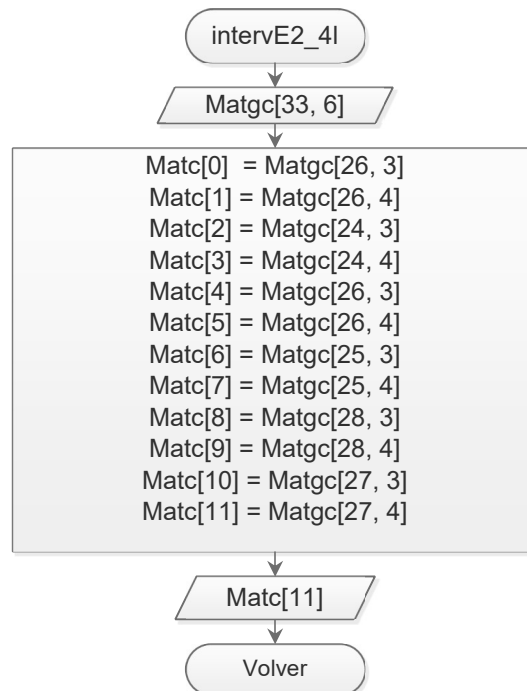 intervE2_4I
Matgc[33, 6]
Matc[0]  = Matgc[26, 3]
Matc[1] = Matgc[26, 4]
Matc[2] = Matgc[24, 3]
Matc[3] = Matgc[24, 4]
Matc[4] = Matgc[26, 3]
Matc[5] = Matgc[26, 4]
Matc[6] = Matgc[25, 3]
Matc[7] = Matgc[25, 4]
Matc[8] = Matgc[28, 3]
Matc[9] = Matgc[28, 4]
Matc[10] = Matgc[27, 3]
Matc[11] = Matgc[27, 4]
Matc[11]
Volver